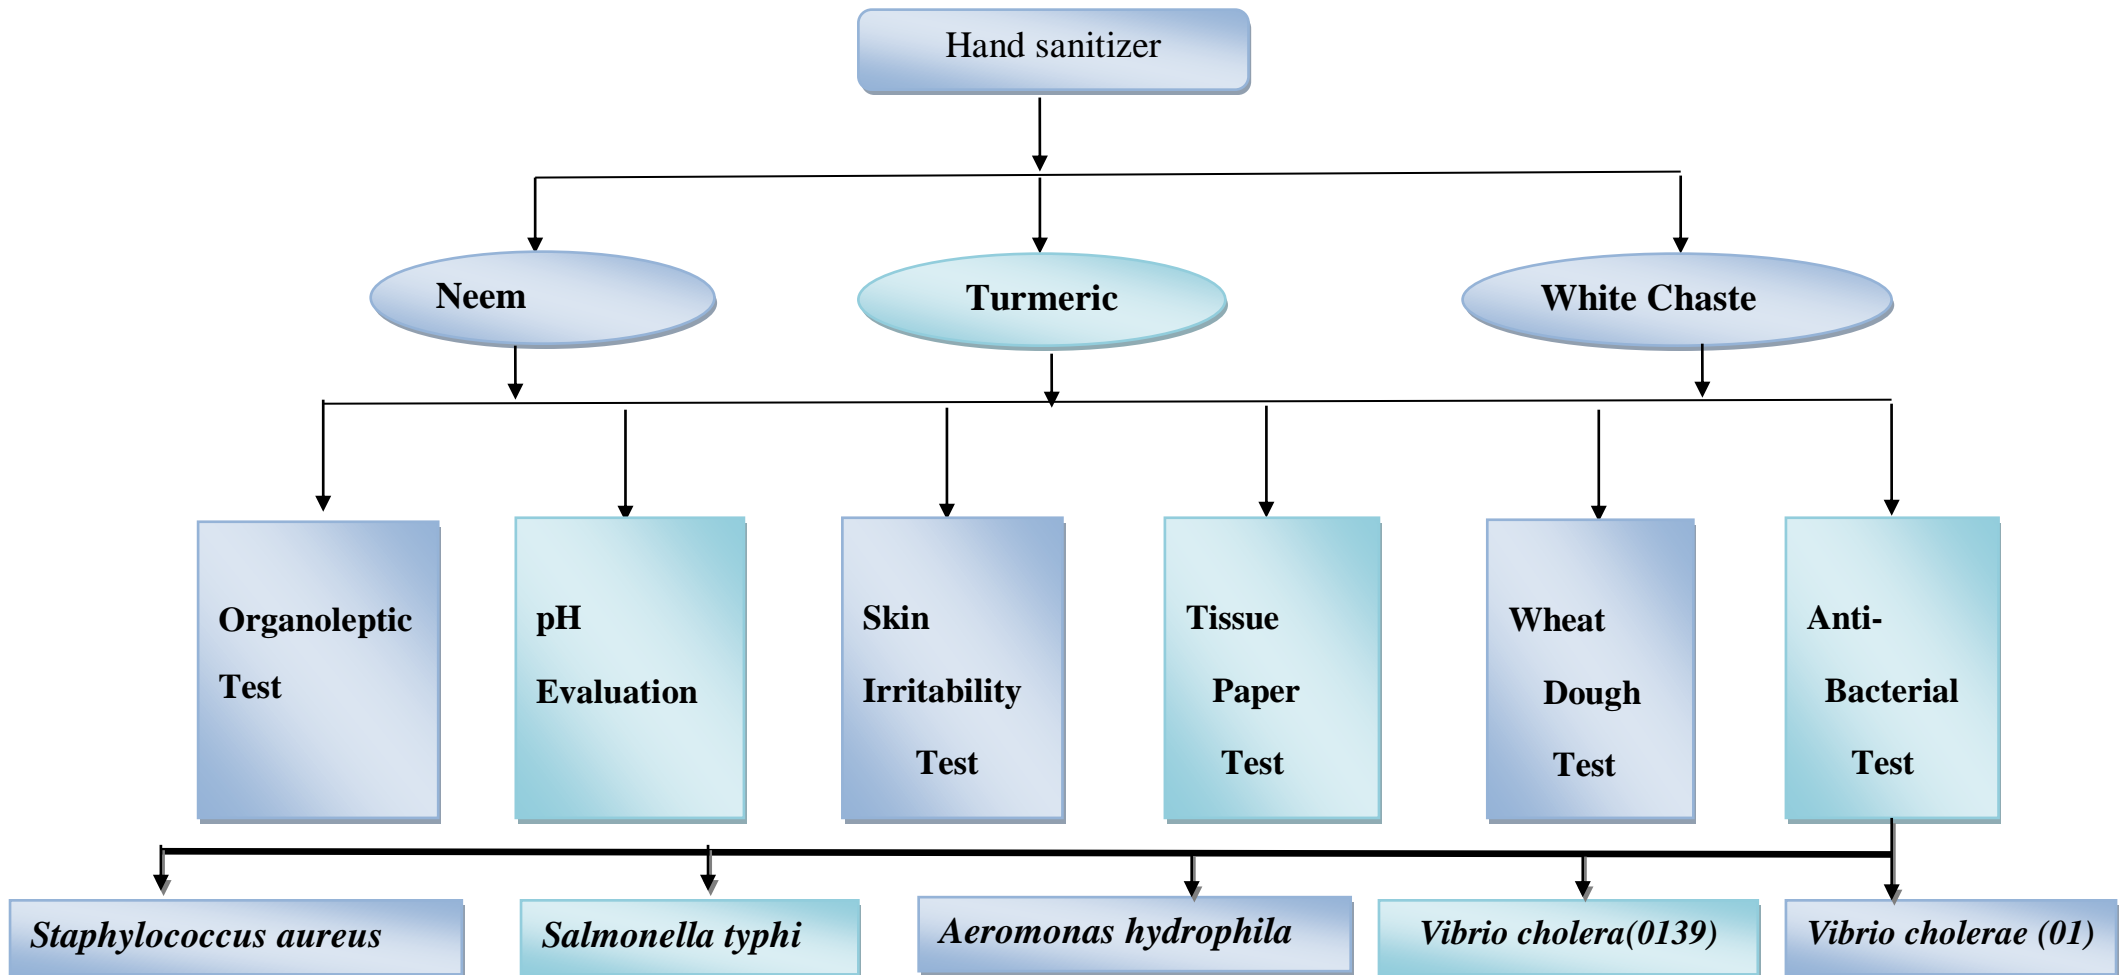 Hand sanitizer
Neem
Turmeric
White Chaste
Organoleptic
Test
pH
Evaluation
Skin
Irritability
Test
Tissue
Paper
Test
Wheat
Dough
Test
Anti-
Bacterial
Test
Staphylococcus aureus
Salmonella typhi
Aeromonas hydrophila
Vibrio cholera(0139)
Vibrio cholerae (01)